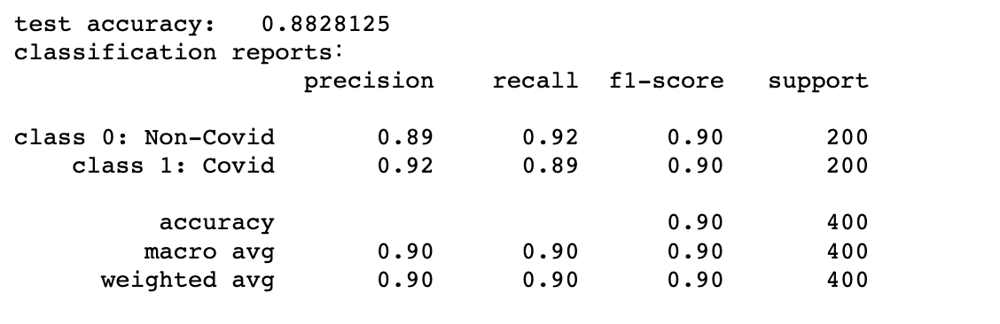 test accuracy: 0.8828125
classification reports:
precision recall f1-score support
class 0: Non-Covid 0.89 0.92 0.90 200
class 1: Covid 0.92 0.89 0.90 200
accuracy 0.90 400
macro avg 0.90 0.90 0.90 400
weighted avg 0.90 0.90 0.90 400